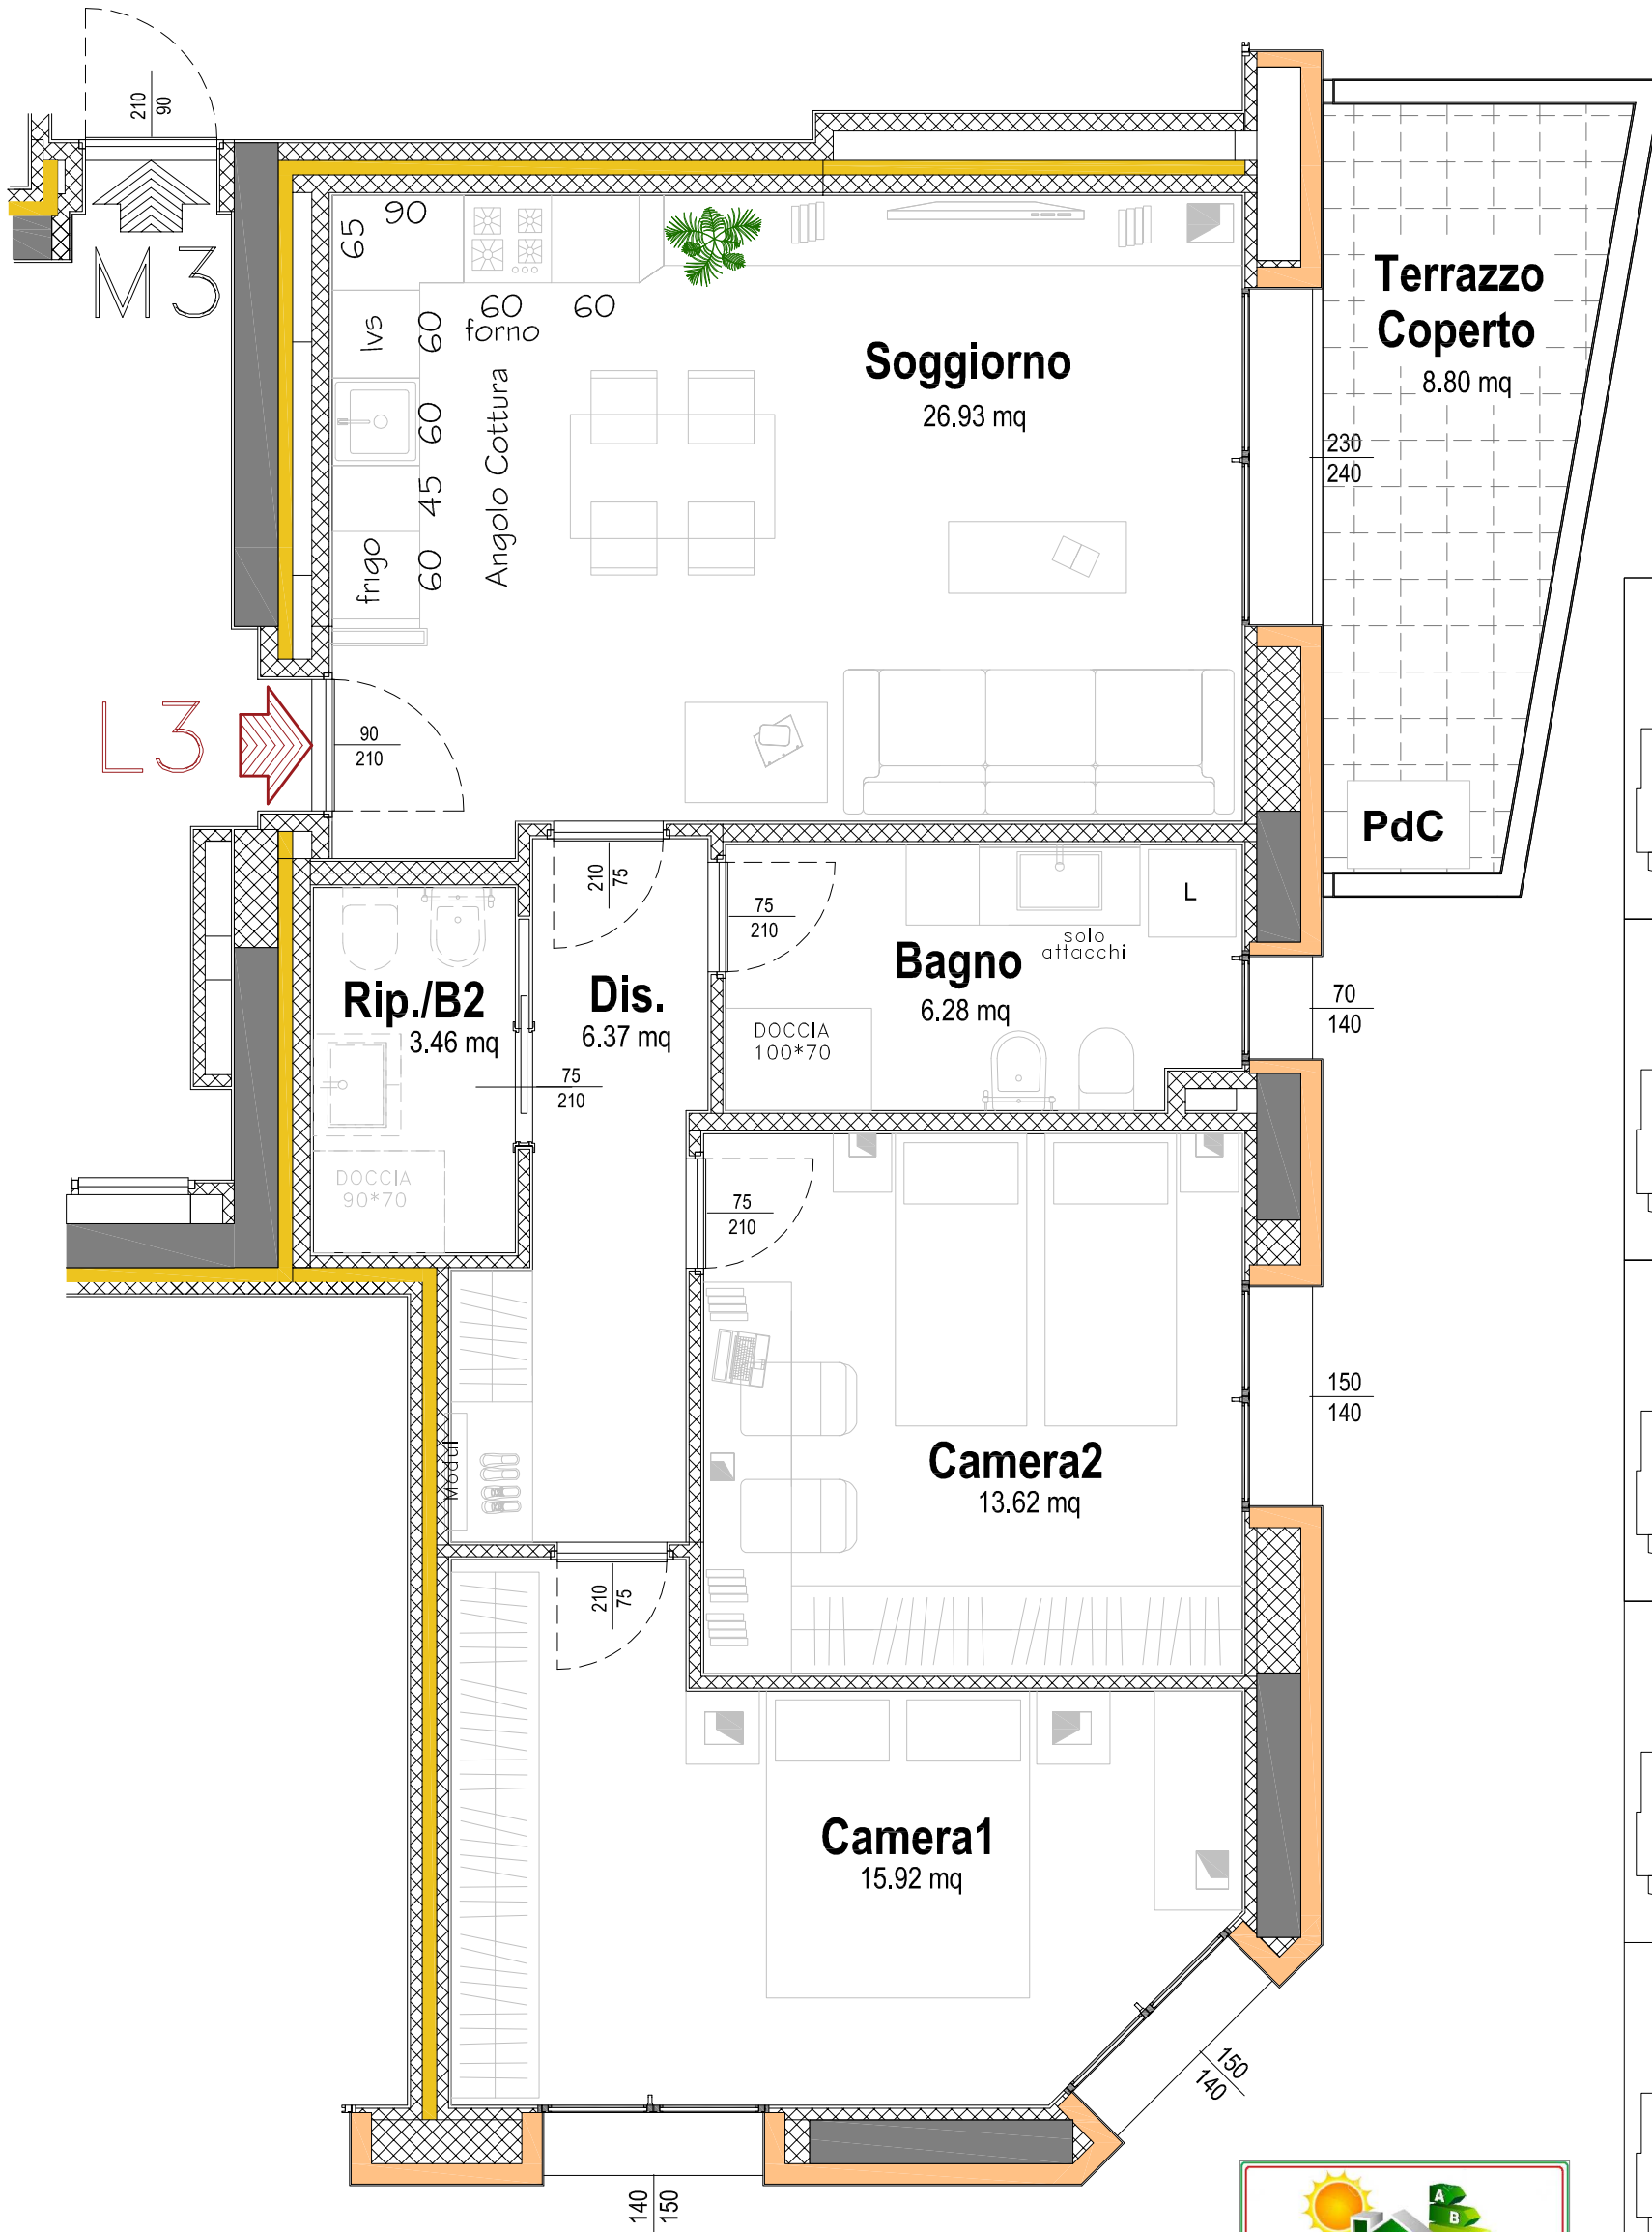 210
90
M3
65
90
60
forno
60
lvs
60
60
45
60
frigo
Angolo Cottura
Soggiorno
26.93 mq
Terrazzo
Coperto
8.80 mq
230
240
PdC
L3
90
210
210
75
75
210
L
solo
attacchi
Bagno
6.28 mq
DOCCIA
100*70
70
140
Rip./B2
3.46 mq
Dis.
6.37 mq
75
210
DOCCIA
90*70
75
210
150
140
Camera2
13.62 mq
Modul
210
75
Camera1
15.92 mq
150
140
140
150
A
B